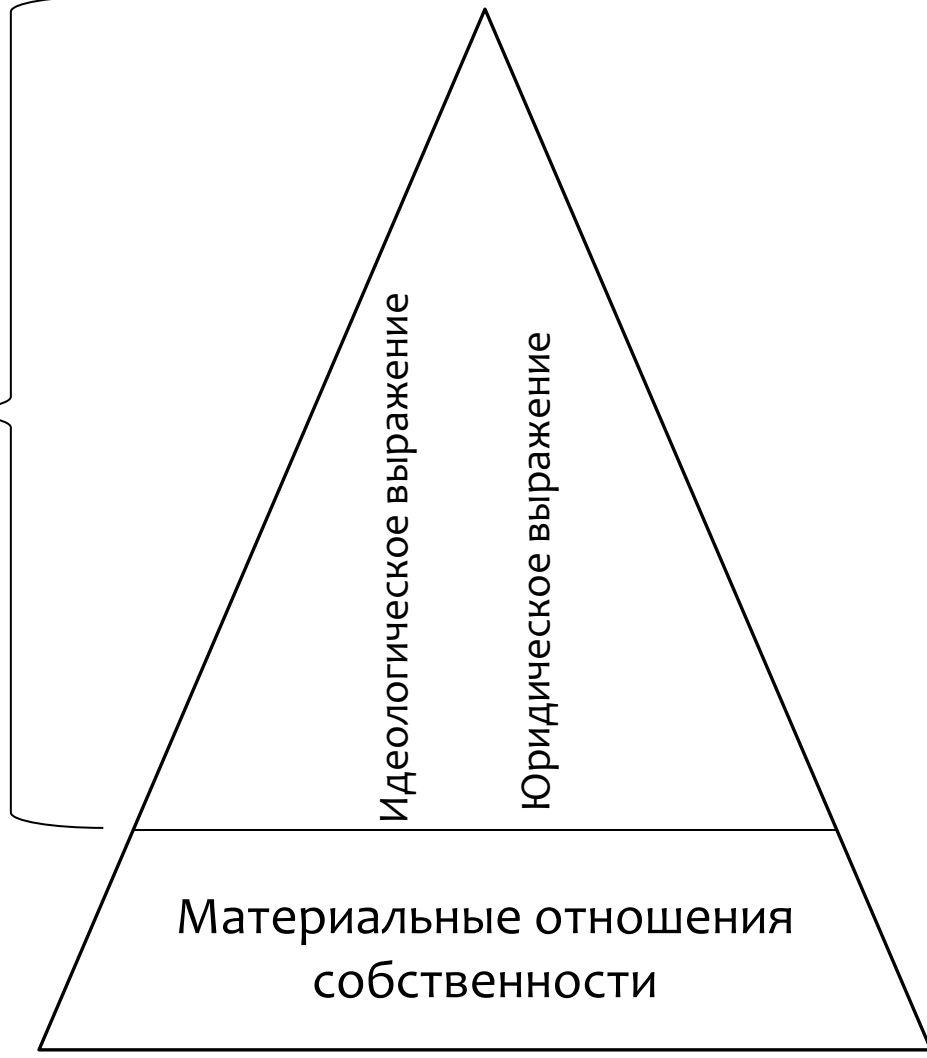 Идеологическое выражение
Юридическое выражение
Материальные отношения
собственности